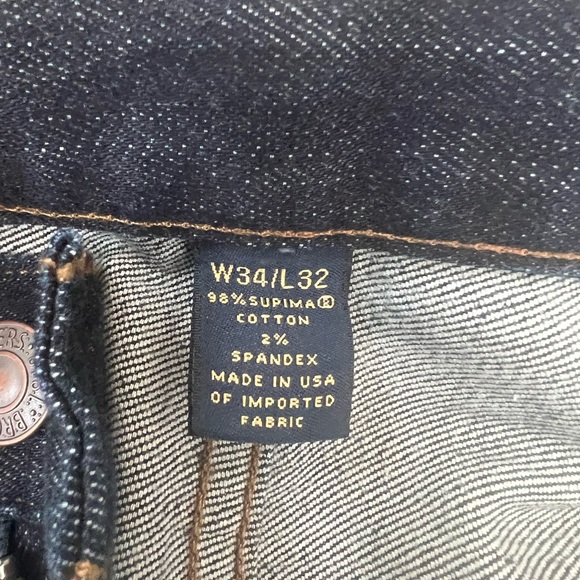 W34/L32
98% SUPIMA®
COTTON
2%
SPANDEX
MADE IN USA
OF IMPORTED
FABRIC